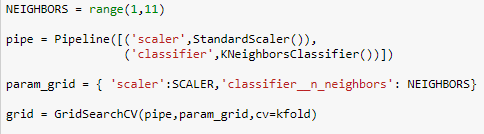 NEIGHBORS = range(1,11)
pipe = Pipeline([('scaler',StandardScaler()),
('classifier',KNeighborsClassifier())])
param_grid = { 'scaler':SCALER,'classifier__n_neighbors': NEIGHBORS}
grid = GridSearchCV(pipe,param_grid,cv=kfold)